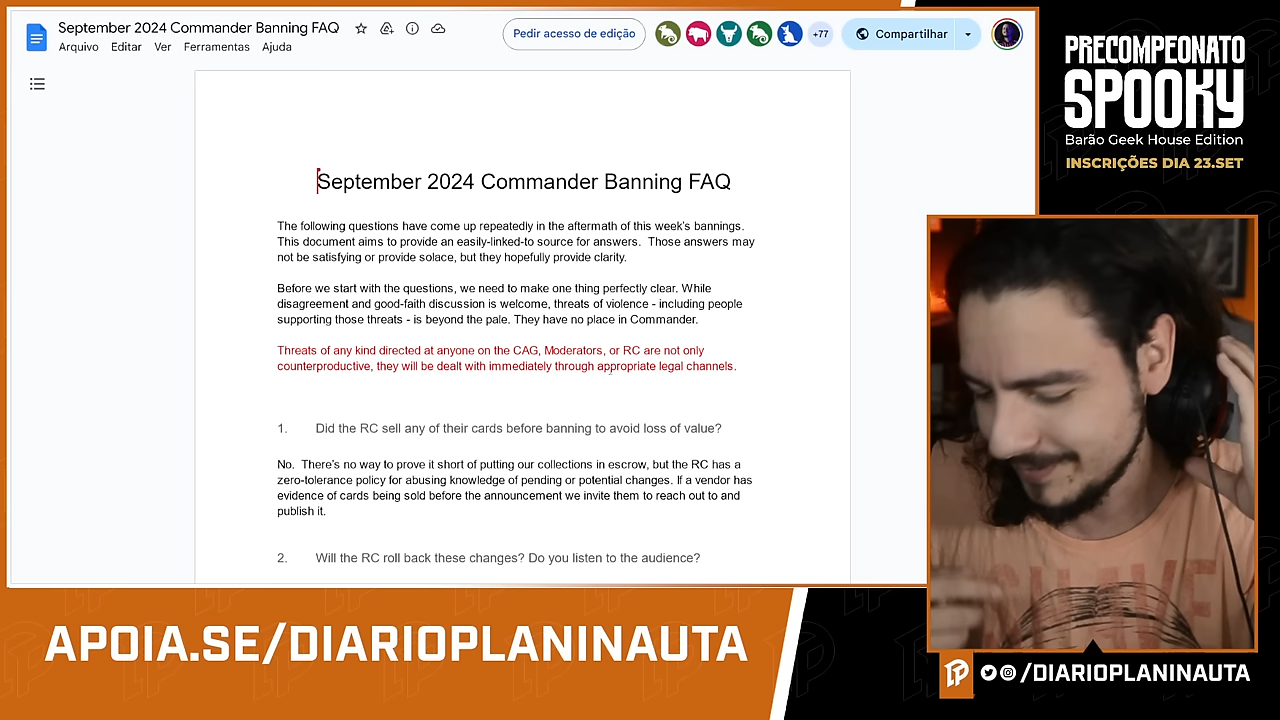 September 2024 Commander Banning FAQ
Arquivo Editar Ver Ferramentas Ajuda
Pedir acesso de edição
+77
Compartilhar
September 2024 Commander Banning FAQ
The following questions have come up repeatedly in the aftermath of this week's bannings.
This document aims to provide an easily-linked-to source for answers. Those answers may
not be satisfying or provide solace, but they hopefully provide clarity.
Before we start with the questions, we need to make one thing perfectly clear. While
disagreement and good-faith discussion is welcome, threats of violence - including people
supporting those threats - is beyond the pale. They have no place in Commander.
Threats of any kind directed at anyone on the CAG, Moderators, or RC are not only
counterproductive, they will be dealt with immediately through appropriate legal channels.
1. Did the RC sell any of their cards before banning to avoid loss of value?
No. There's no way to prove it short of putting our collections in escrow, but the RC has a
zero-tolerance policy for abusing knowledge of pending or potential changes. If a vendor has
evidence of cards being sold before the announcement we invite them to reach out to and
publish it.
2. Will the RC roll back these changes? Do you listen to the audience?
PRECOMPEONATO
SPOOKY
Barão Geek House Edition
INSCRIÇÕES DIA 23.SET
APOIA.SE/DIARIOPLANINAUTA
/DIARIOPLANINAUTA